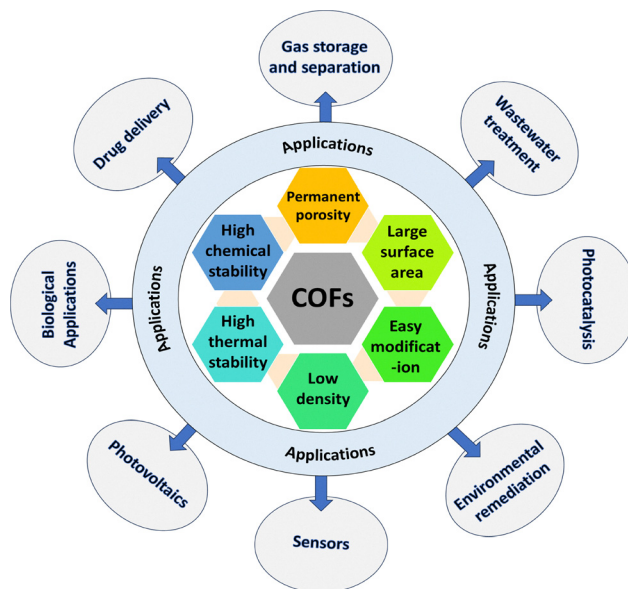 Gas storage
and separation
Wastewater
treatment
Photocatalysis
Environmental
remediation
Sensors
Photovoltaics
Biological
Applications
Drug delivery
Applications
Applications
Applications
Applications
Permanent
porosity
Large
surface
area
Easy
modificat
-ion
Low
density
High
thermal
stability
High
chemical
stability
COFs